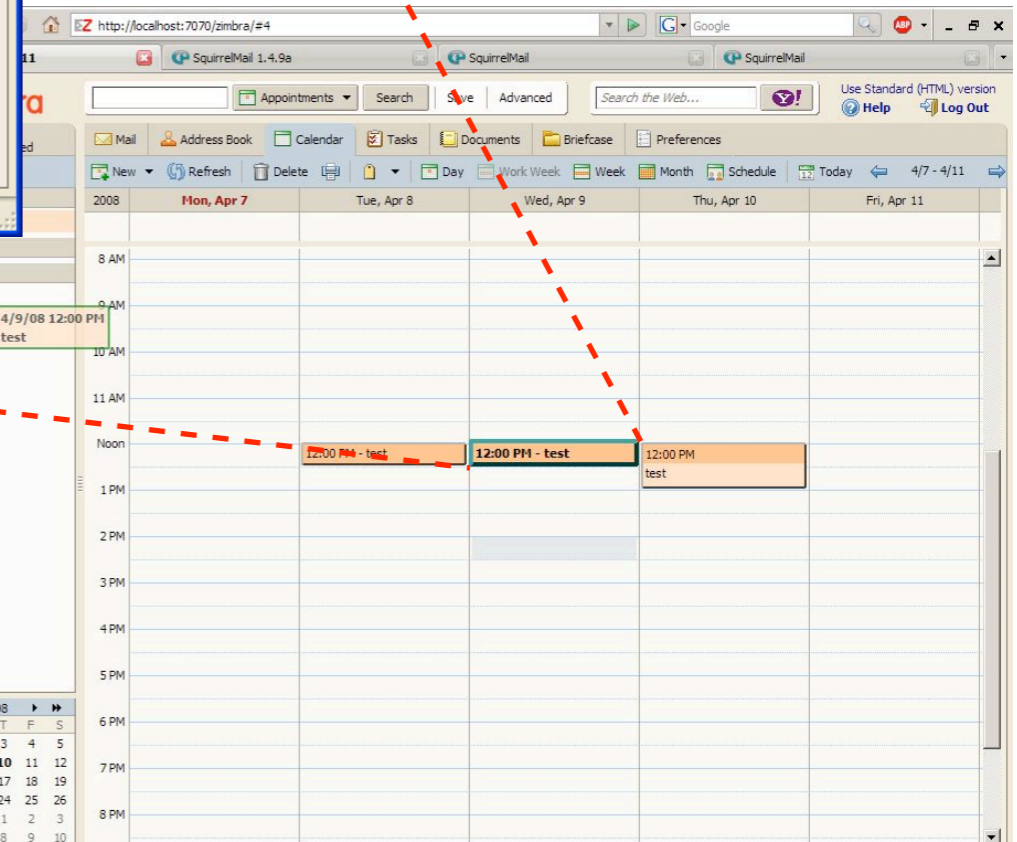 http://localhost:7070/zimbra/#4 Google ABP
11 SquirrelMail 1.4.9a SquirrelMail SquirrelMail
ra Appointments Search Save Advanced Search the Web... Y! Use Standard (HTML) version
Help Log Out
ed Mail Address Book Calendar Tasks Documents Briefcase Preferences
New Refresh Delete Day Work Week Week Month Schedule 12 Today 4/7 - 4/11
2008 Mon, Apr 7 Tue, Apr 8 Wed, Apr 9 Thu, Apr 10 Fri, Apr 11
8 AM
9 AM
4/9/08 12:00 PM
test
10 AM
11 AM
Noon 12:00 PM - test 12:00 PM - test 12:00 PM
test
1 PM
2 PM
3 PM
4 PM
5 PM
08
T F S
6 PM
3 4 5
10 11 12
7 PM
17 18 19
24 25 26
8 PM
1 2 3
8 9 10